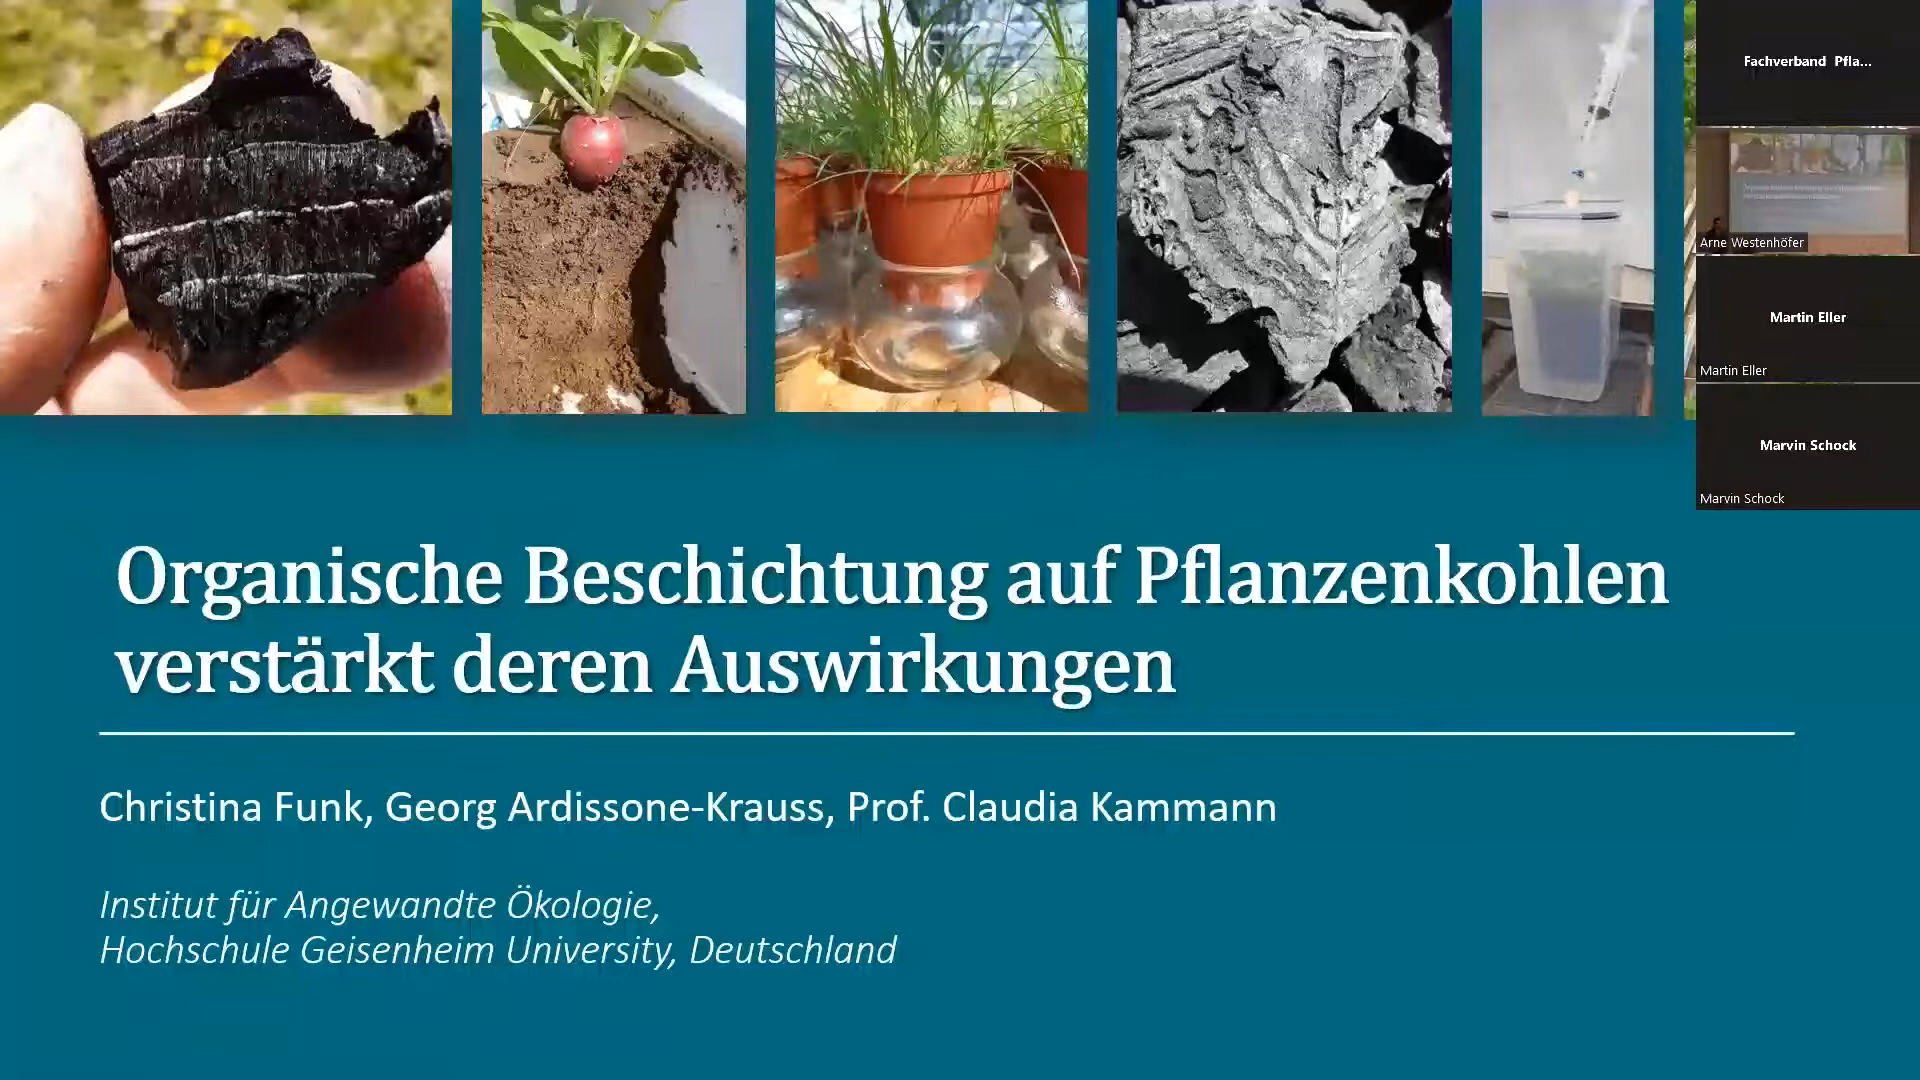 Fachverband Pfla...
Arne Westenhöfer
Martin Eller
Martin Eller
Marvin Schock
Marvin Schock
Organische Beschichtung auf Pflanzenkohlen
verstärkt deren Auswirkungen
Christina Funk, Georg Ardissone-Krauss, Prof. Claudia Kammann
Institut für Angewandte Ökologie,
Hochschule Geisenheim University, Deutschland